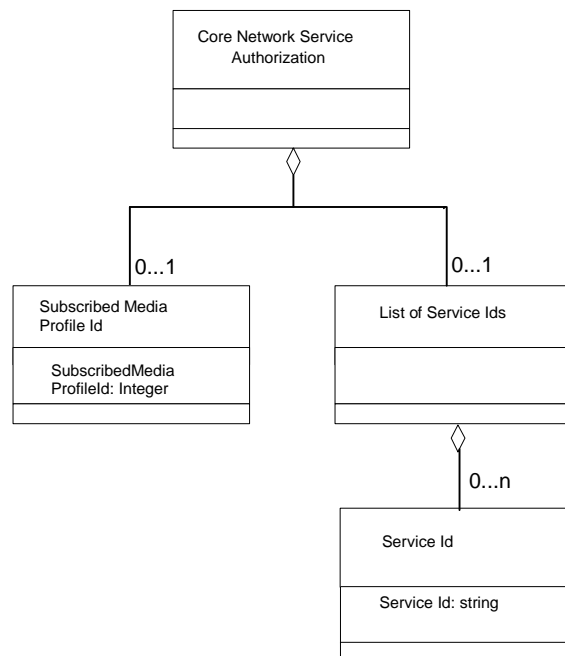 Core Network Service
Authorization
0...1
0...1
Subscribed Media
Profile Id
SubscribedMedia
ProfileId: Integer
List of Service Ids
0...n
Service Id
Service Id: string